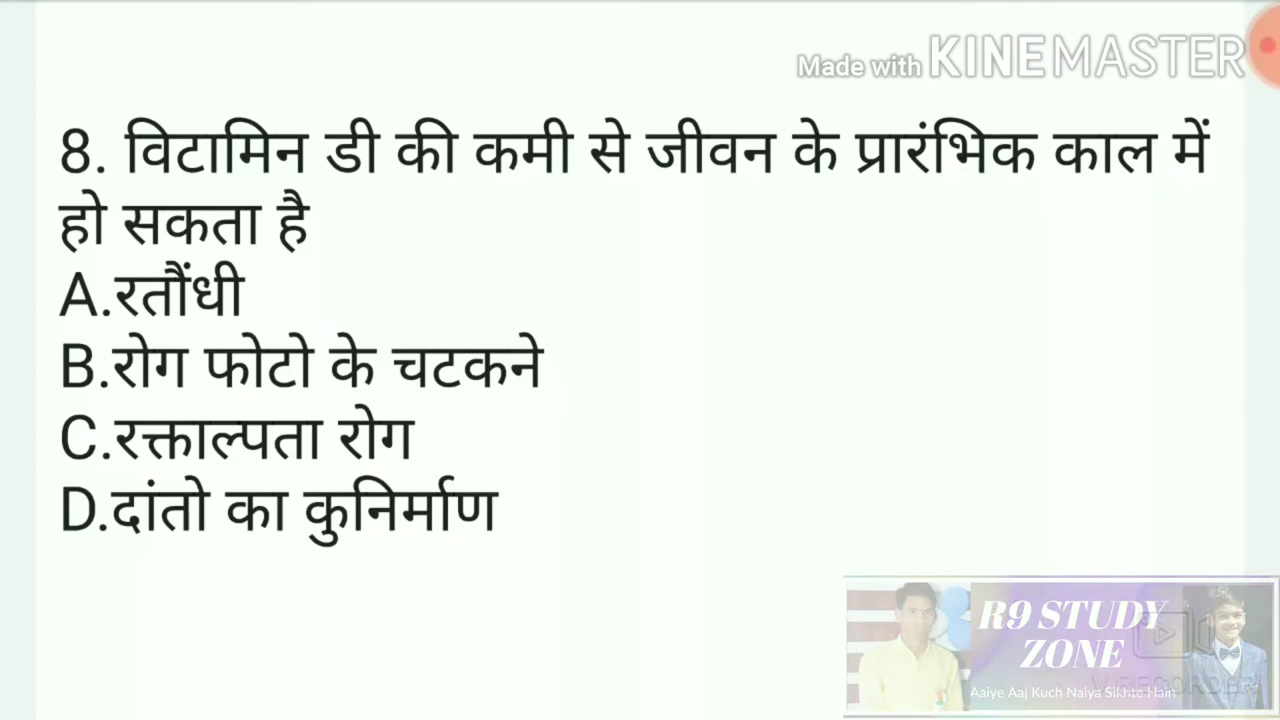 Made with KINEMASTER
8. विटामिन डी की कमी से जीवन के प्रारंभिक काल में
हो सकता है
A.रतौंधी
B.रोग फोटो के चटकने
C.रक्ताल्पता रोग
D.दांतो का कुनिर्माण
R9 STUDY
ZONE
Aaiye Aaj Kuch Naiya Sikhte Hain
V RECORDER